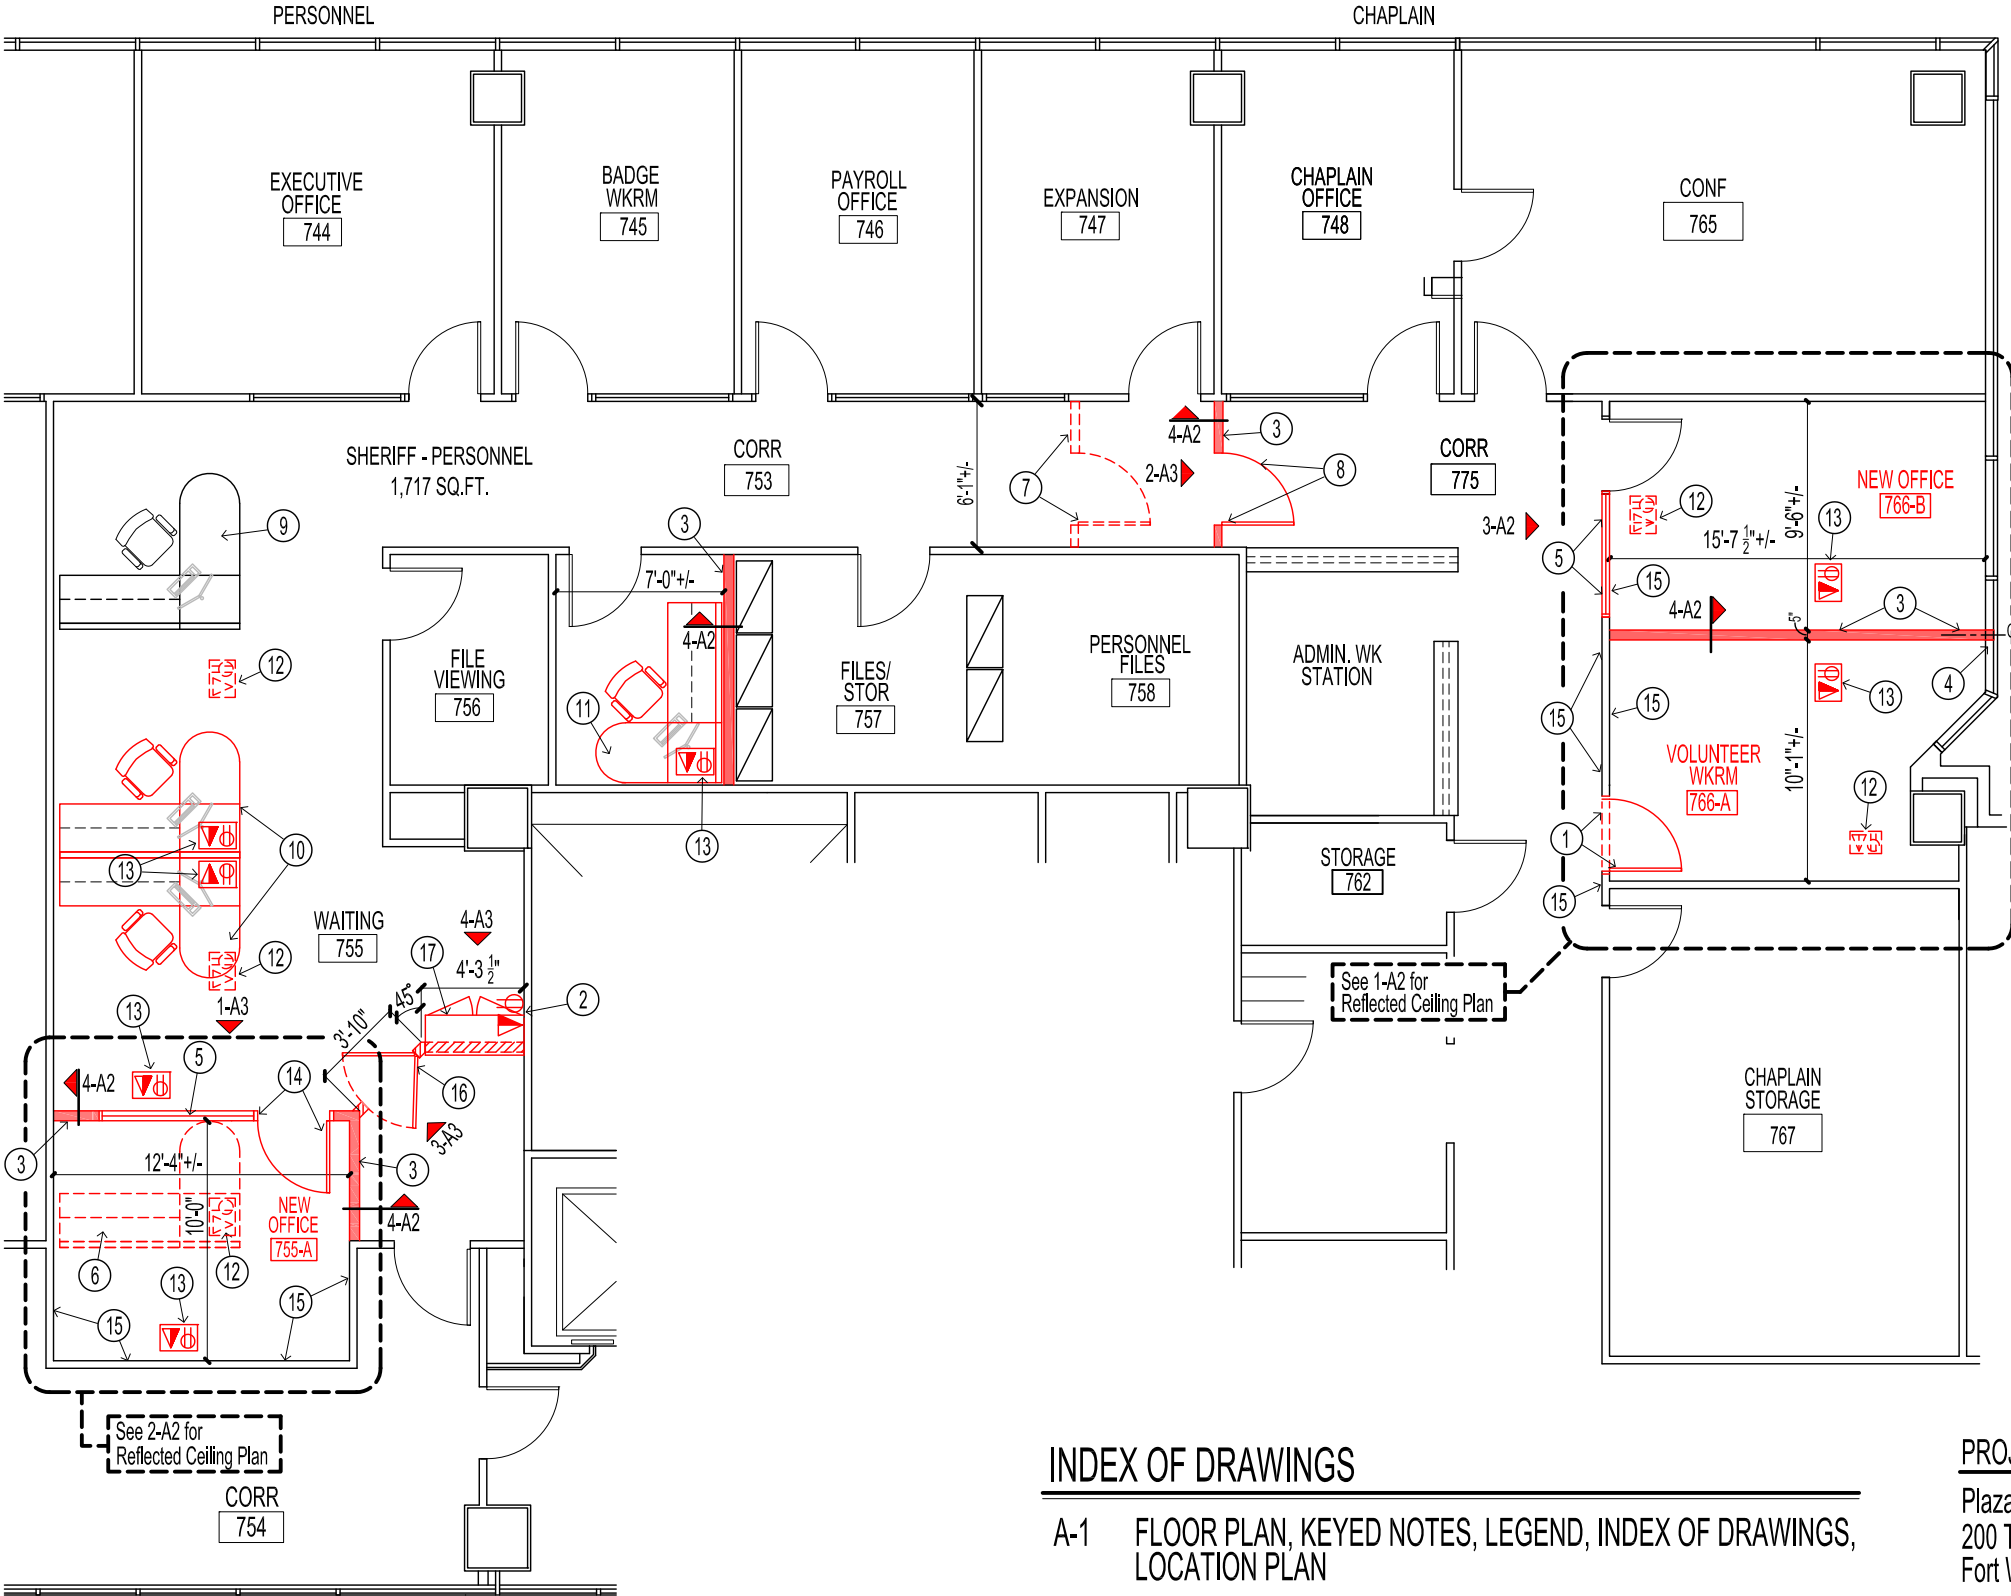 PERSONNEL
CHAPLAIN
EXECUTIVE
OFFICE
744
BADGE
WKRM
745
PAYROLL
OFFICE
746
EXPANSION
747
CHAPLAIN
OFFICE
748
CONF
765
SHERIFF - PERSONNEL
1,717 SQ.FT.
CORR
753
6'-1"+/-
4-A2
3
2-A3
7
8
CORR
775
3-A2
NEW OFFICE
766-B
12
13
9'-6"+/-
15'-7 1/2"+/-
5
15
4-A2
3
5"
9
3
7'-0"+/-
4-A2
FILE
VIEWING
756
11
13
FILES/
STOR
757
PERSONNEL
FILES
758
ADMIN. WK
STATION
15
15
13
4
VOLUNTEER
WKRM
766-A
10"-1"+/-
12
1
15
12
10
13
12
STORAGE
762
WAITING
755
4-A3
17
4'-3 1/2"
2
45°
3'-10"
1-A3
13
5
14
16
3-A3
4-A2
3
12'-4"+/-
3
10'-0"
NEW
OFFICE
755-A
4-A2
6
12
13
15
15
See 1-A2 for
Reflected Ceiling Plan
CHAPLAIN
STORAGE
767
See 2-A2 for
Reflected Ceiling Plan
CORR
754
INDEX OF DRAWINGS
A-1 FLOOR PLAN, KEYED NOTES, LEGEND, INDEX OF DRAWINGS,
LOCATION PLAN
PROJ
Plaza
200 T
Fort W